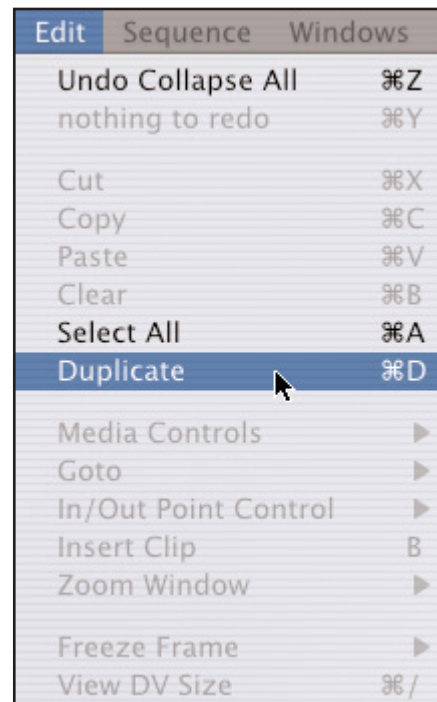 Edit Sequence Windows
Undo Collapse All ⌘Z
nothing to redo ⌘Y
Cut ⌘X
Copy ⌘C
Paste ⌘V
Clear ⌘B
Select All ⌘A
Duplicate ⌘D
Media Controls ▶
Goto ▶
In/Out Point Control ▶
Insert Clip B
Zoom Window ▶
Freeze Frame ▶
View DV Size ⌘/